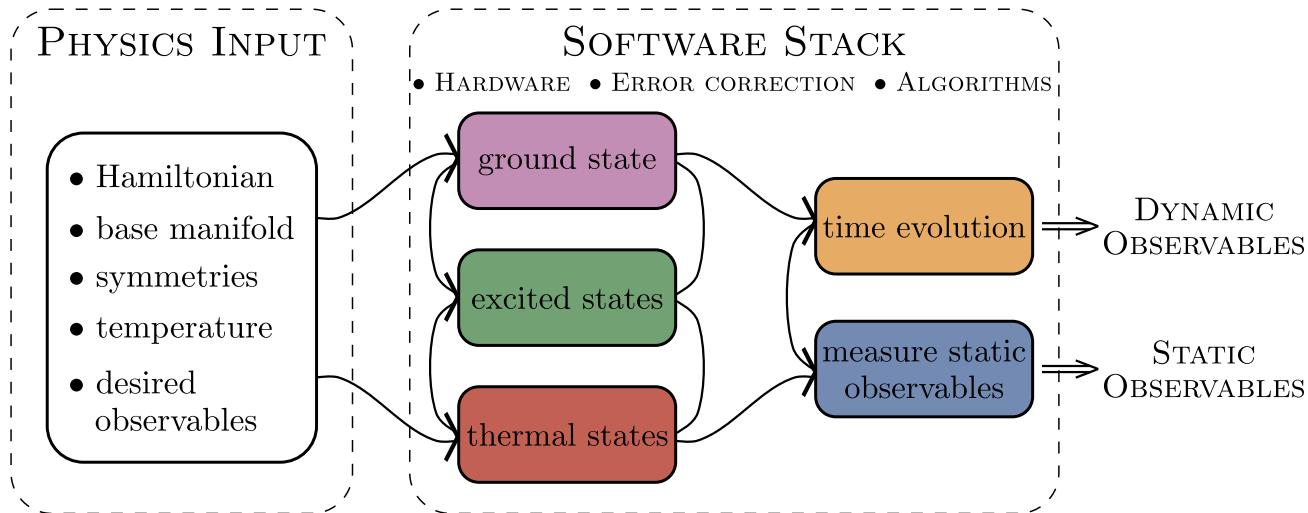 Physics Input
• Hamiltonian
• base manifold
• symmetries
• temperature
• desired
observables
Software Stack
• Hardware • Error correction • Algorithms
ground state
excited states
thermal states
time evolution
measure static
observables
Dynamic
Observables
Static
Observables